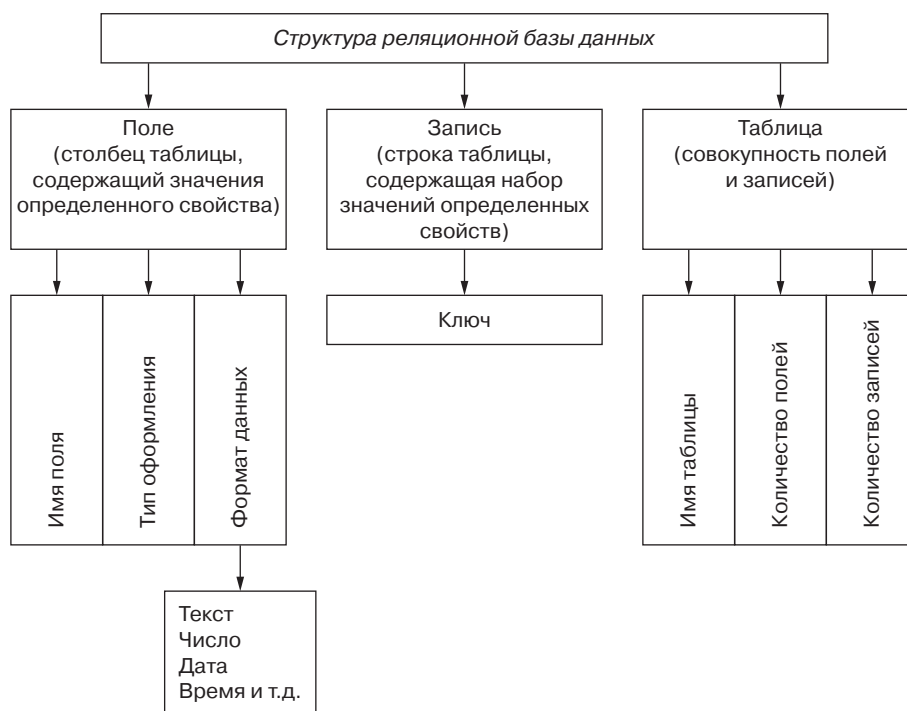 Структура реляционной базы данных
Поле
(столбец таблицы,
содержащий значения
определенного свойства)
Запись
(строка таблицы,
содержащая набор
значений определенных
свойств)
Таблица
(совокупность полей
и записей)
Имя поля
Тип оформления
Формат данных
Ключ
Имя таблицы
Количество полей
Количество записей
Текст
Число
Дата
Время и т.д.